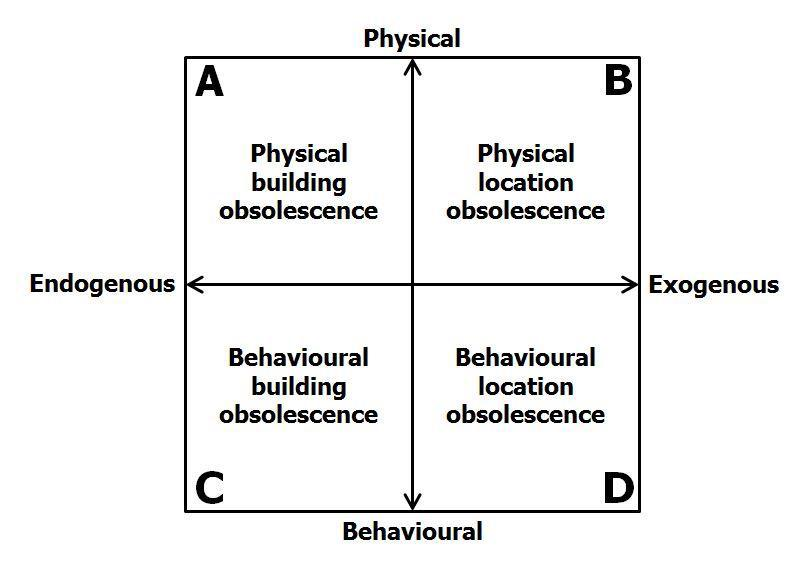 Physical
A
B
Physical
building
obsolescence
Physical
location
obsolescence
Endogenous
Exogenous
Behavioural
building
obsolescence
Behavioural
location
obsolescence
C
D
Behavioural